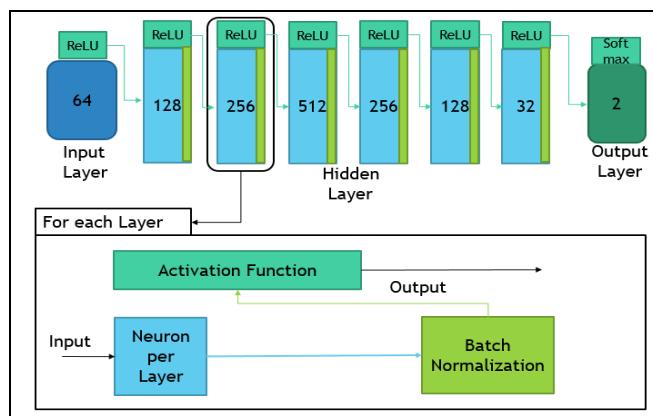 ReLU
ReLU
ReLU
ReLU
ReLU
ReLU
ReLU
Soft
max
64
128
256
512
256
128
32
2
Input
Layer
Hidden
Layer
Output
Layer
For each Layer
Activation Function
Output
Input
Neuron
per
Layer
Batch
Normalization